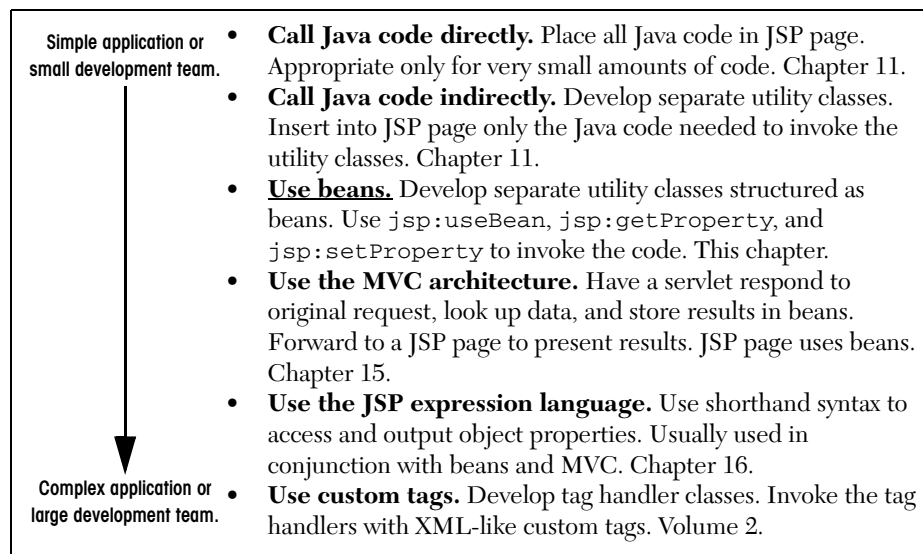 Simple application or
small development team.
• Call Java code directly. Place all Java code in JSP page.
Appropriate only for very small amounts of code. Chapter 11.
• Call Java code indirectly. Develop separate utility classes.
Insert into JSP page only the Java code needed to invoke the
utility classes. Chapter 11.
• Use beans. Develop separate utility classes structured as
beans. Use jsp:useBean, jsp:getProperty, and
jsp:setProperty to invoke the code. This chapter.
• Use the MVC architecture. Have a servlet respond to
original request, look up data, and store results in beans.
Forward to a JSP page to present results. JSP page uses beans.
Chapter 15.
• Use the JSP expression language. Use shorthand syntax to
access and output object properties. Usually used in
conjunction with beans and MVC. Chapter 16.
Complex application or
large development team.
• Use custom tags. Develop tag handler classes. Invoke the tag
handlers with XML-like custom tags. Volume 2.